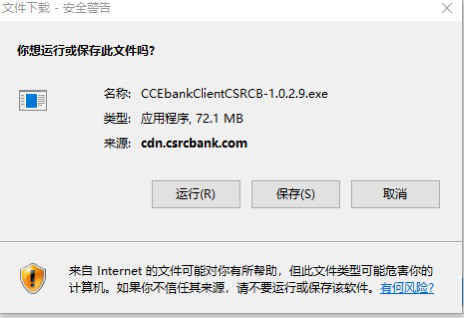 文件下载 - 安全警告
你想运行或保存此文件吗?
名称: CCEbankClientCSRCB-1.0.2.9.exe
类型: 应用程序, 72.1 MB
来源: cdn.csrcbank.com
运行(R) 保存(S) 取消
来自 Internet 的文件可能对你有所帮助，但此文件类型可能危害你的
计算机。如果你不信任其来源，请不要运行或保存该软件。有何风险?